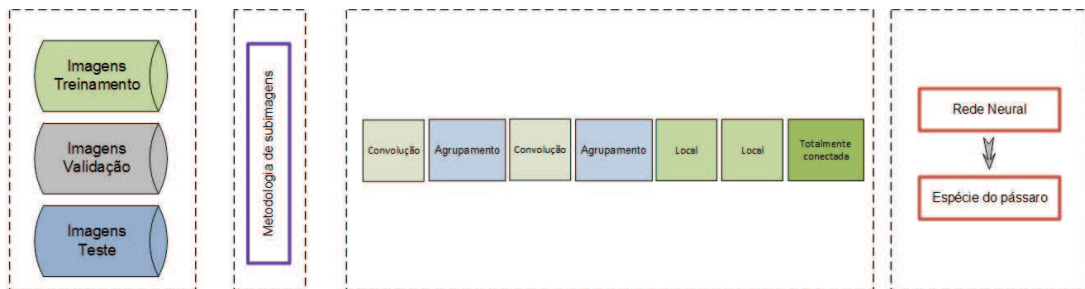 Imagens
Treinamento
Imagens
Validação
Imagens
Teste
Metodologia de subimagens
Convolução
Agrupamento
Convolução
Agrupamento
Local
Local
Totalmente
conectada
Rede Neural
Espécie do pássaro